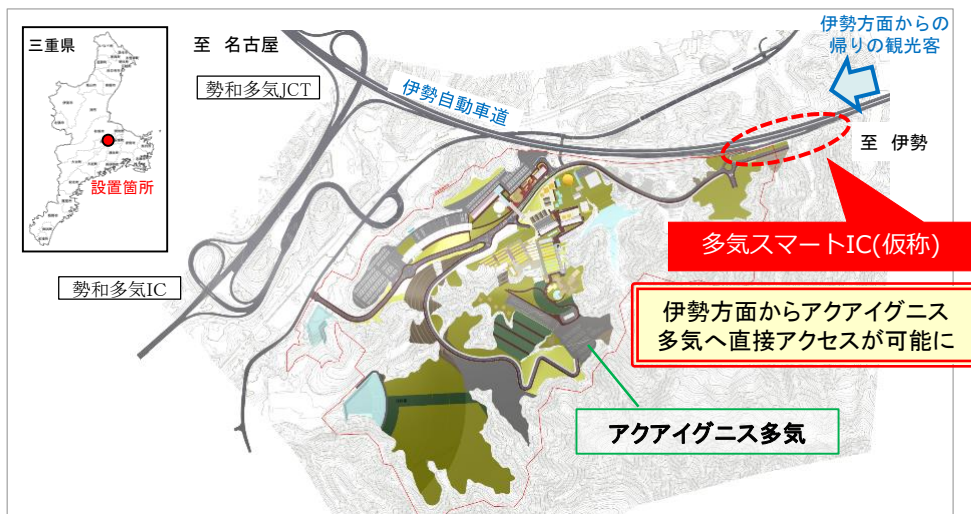 三重県
設置箇所
至 名古屋
勢和多気JCT
伊勢自動車道
伊勢方面からの
帰りの観光客
至 伊勢
多気スマートIC(仮称)
伊勢方面からアクアイグニス
多気へ直接アクセスが可能に
勢和多気IC
アクアイグニス多気